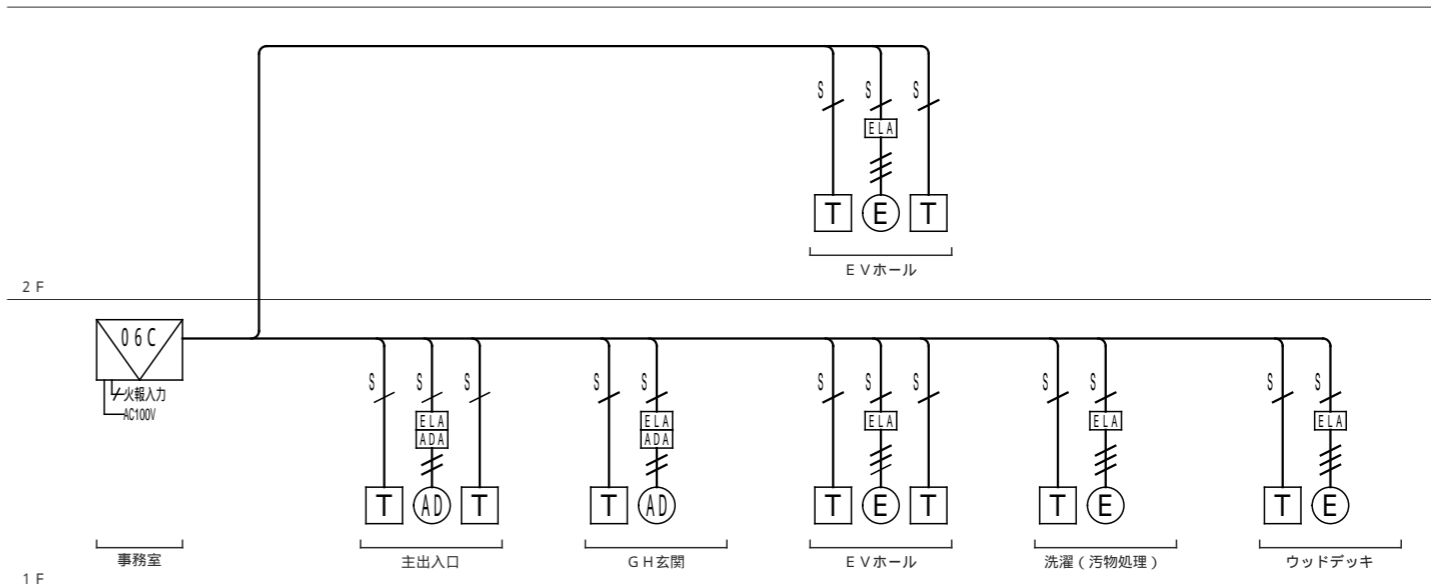 S S S
ELA
T E T
EVホール
2F
06C
火報入力
AC100V
S S S S S S S S S S S S
ELA ELA ELA ELA ELA
ADA ADA
T AD T T AD T E T T E T E
事務室 主出入口 GH玄関 EVホール 洗濯(汚物処理) ウッドデッキ
1F